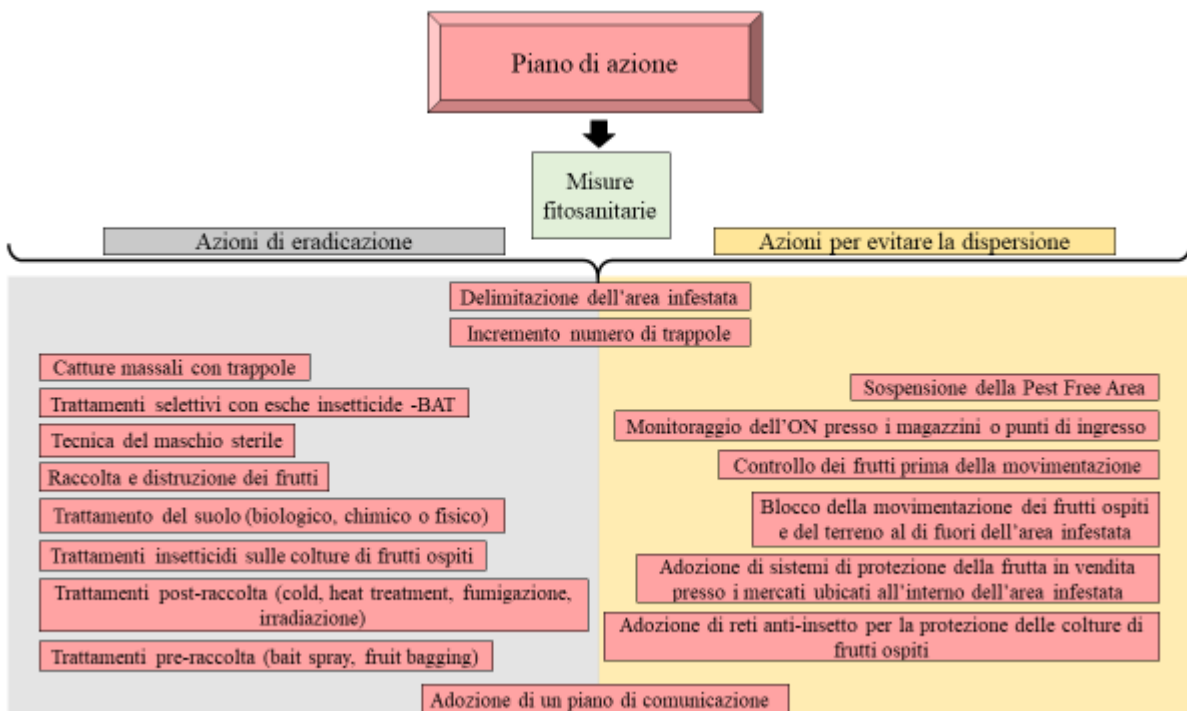 Piano di azione
Misure
fitosanitarie
Azioni di eradicazione
Azioni per evitare la dispersione
Delimitazione dell'area infestata
Incremento numero di trappole
Catture massali con trappole
Trattamenti selettivi con esche insetticide -BAT
Tecnica del maschio sterile
Raccolta e distruzione dei frutti
Trattamento del suolo (biologico, chimico o fisico)
Trattamenti insetticidi sulle colture di frutti ospiti
Trattamenti post-raccolta (cold, heat treatment, fumigazione,
irradiazione)
Trattamenti pre-raccolta (bait spray, fruit bagging)
Sospensione della Pest Free Area
Monitoraggio dell'ON presso i magazzini o punti di ingresso
Controllo dei frutti prima della movimentazione
Blocco della movimentazione dei frutti ospiti
e del terreno al di fuori dell'area infestata
Adozione di sistemi di protezione della frutta in vendita
presso i mercati ubicati all'interno dell'area infestata
Adozione di reti anti-insetto per la protezione delle colture di
frutti ospiti
Adozione di un piano di comunicazione